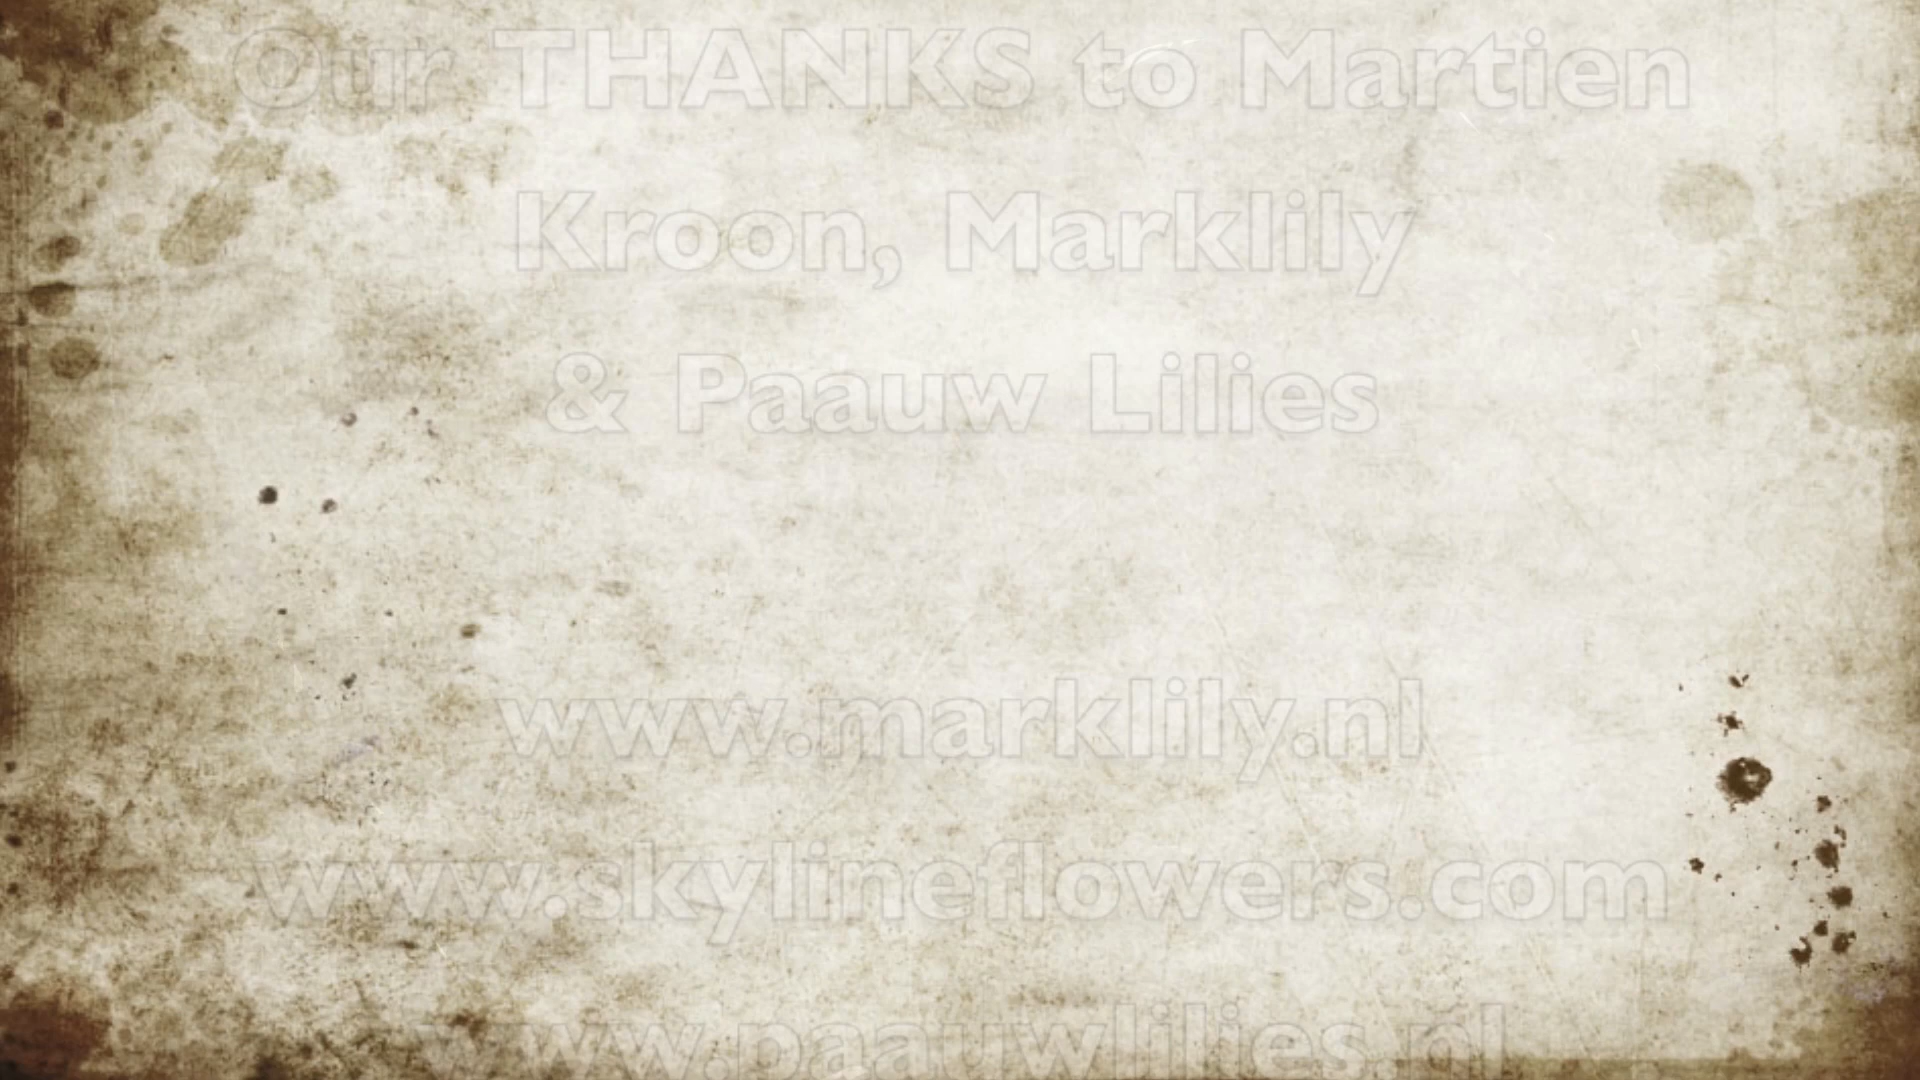 Our THANKS to Martien
Kroon, Marklily
& Paauw Lilies
www.marklily.nl
www.skylineflowers.com
www.paauwlilies.nl